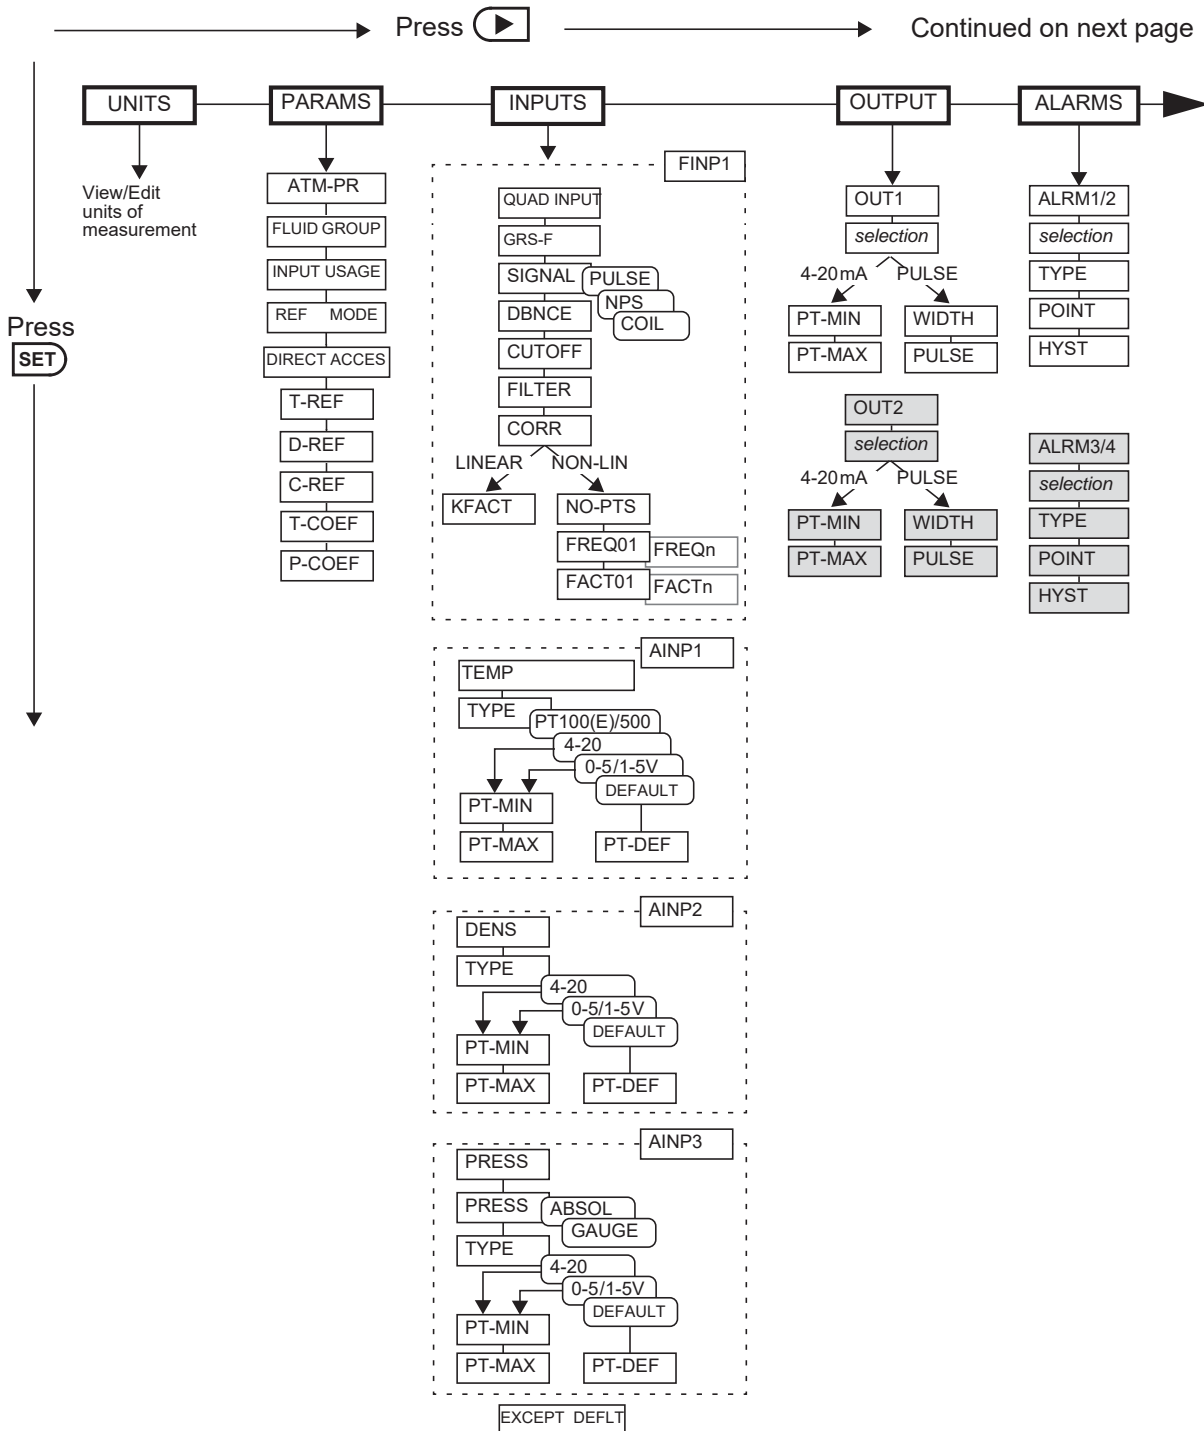 Press
Continued on next page
Press
SET
UNITS
View/Edit
units of
measurement
PARAMS
ATM-PR
FLUID GROUP
INPUT USAGE
REF MODE
DIRECT ACCES
T-REF
D-REF
C-REF
T-COEF
P-COEF
INPUTS
FINP1
QUAD INPUT
GRS-F
SIGNAL
PULSE
NPS
COIL
DBNCE
CUTOFF
FILTER
CORR
LINEAR
NON-LIN
KFACT
NO-PTS
FREQ01
FREQn
FACT01
FACTn
AINP1
TEMP
TYPE
PT100(E)/500
4-20
0-5/1-5V
DEFAULT
PT-MIN
PT-MAX
PT-DEF
AINP2
DENS
TYPE
4-20
0-5/1-5V
DEFAULT
PT-MIN
PT-MAX
PT-DEF
AINP3
PRESS
PRESS
ABSOL
GAUGE
TYPE
4-20
0-5/1-5V
DEFAULT
PT-MIN
PT-MAX
PT-DEF
EXCEPT DEFLT
OUTPUT
OUT1
selection
4-20mA
PULSE
PT-MIN
WIDTH
PT-MAX
PULSE
OUT2
selection
4-20mA
PULSE
PT-MIN
WIDTH
PT-MAX
PULSE
ALARMS
ALRM1/2
selection
TYPE
POINT
HYST
ALRM3/4
selection
TYPE
POINT
HYST